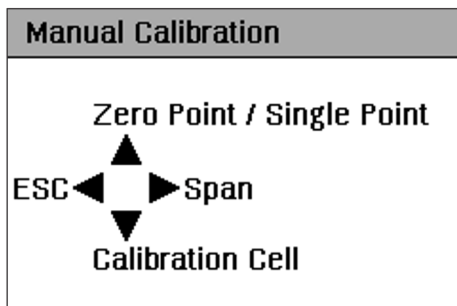 Manual Calibration
Zero Point / Single Point
ESC Span
Calibration Cell